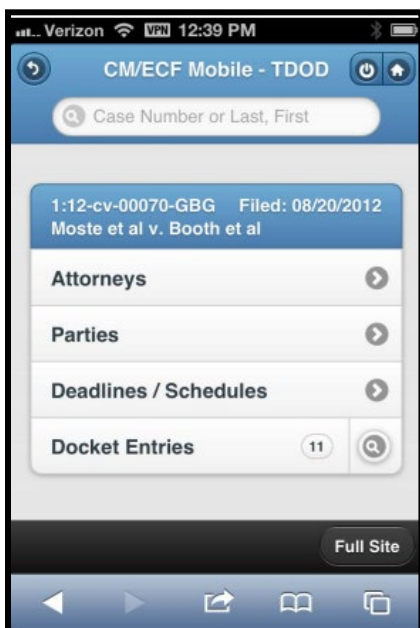 Verizon VPN 12:39 PM
CM/ECF Mobile - TDOD
Case Number or Last, First
1:12-cv-00070-GBG Filed: 08/20/2012
Moste et al v. Booth et al
Attorneys
Parties
Deadlines / Schedules
Docket Entries 11
Full Site